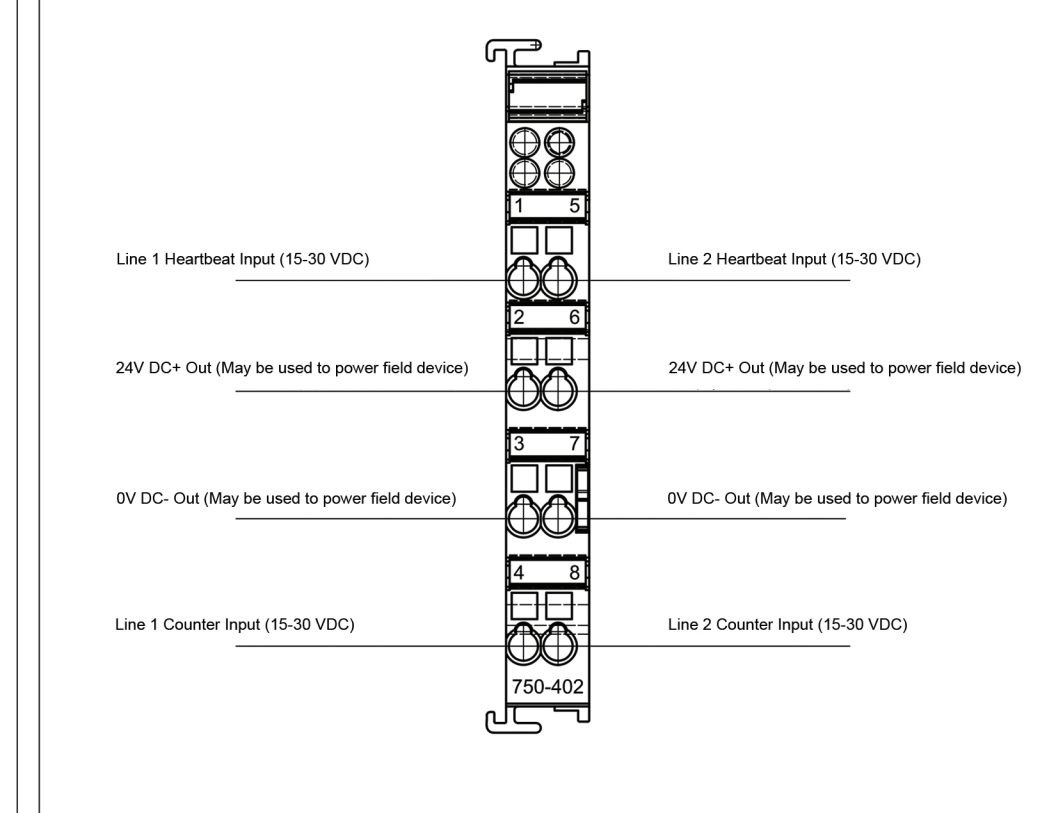 1 5
Line 1 Heartbeat Input (15-30 VDC)
Line 2 Heartbeat Input (15-30 VDC)
2 6
24V DC+ Out (May be used to power field device)
24V DC+ Out (May be used to power field device)
3 7
0V DC- Out (May be used to power field device)
0V DC- Out (May be used to power field device)
4 8
Line 1 Counter Input (15-30 VDC)
Line 2 Counter Input (15-30 VDC)
750-402